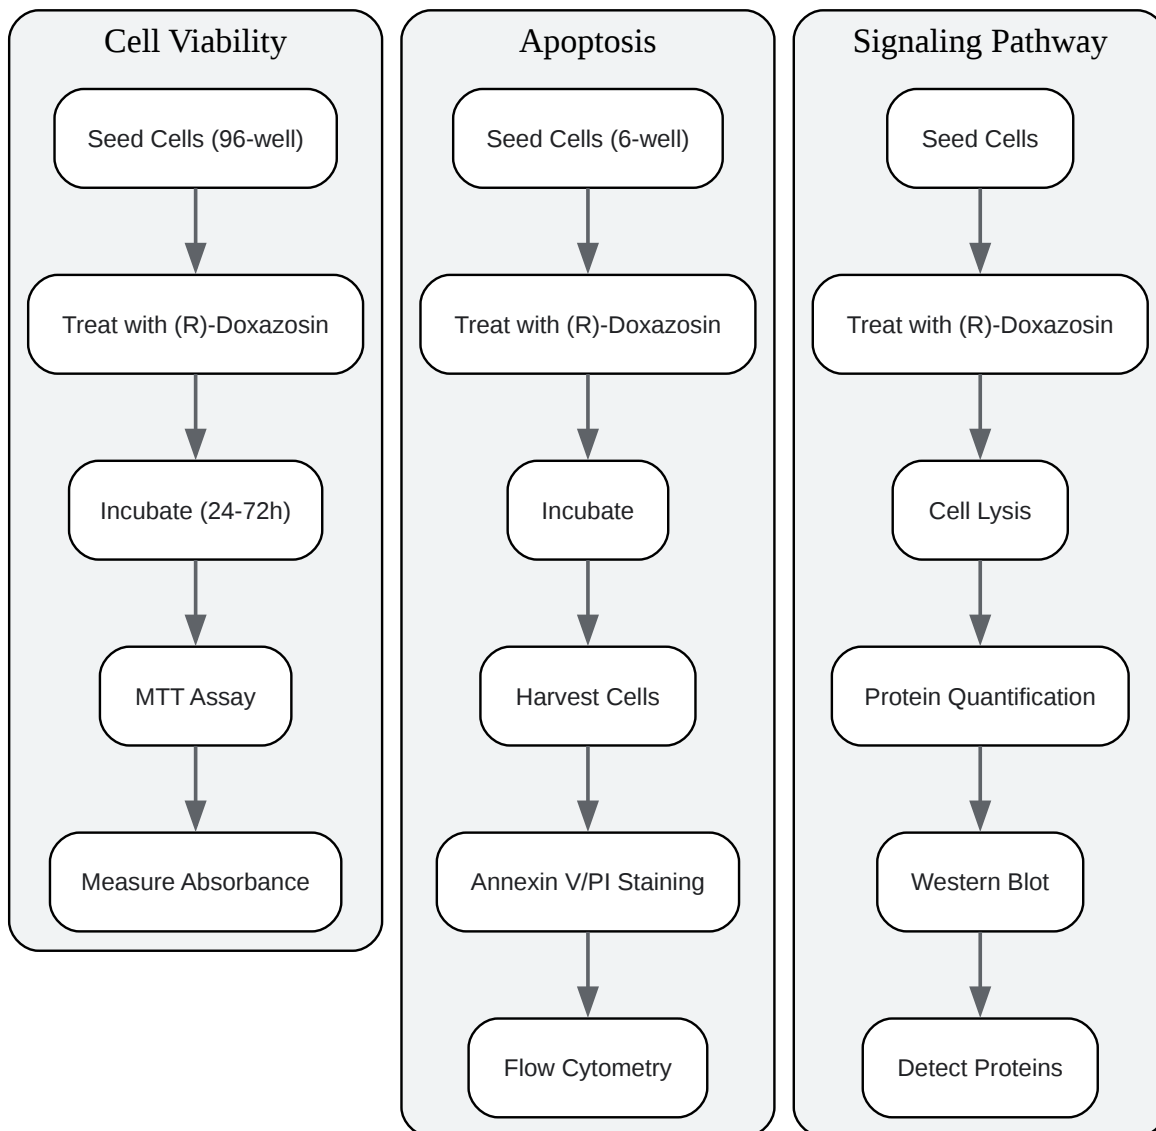 Cell Viability
Seed Cells (96-well)
Treat with (R)-Doxazosin
Incubate (24-72h)
MTT Assay
Measure Absorbance
Apoptosis
Seed Cells (6-well)
Treat with (R)-Doxazosin
Incubate
Harvest Cells
Annexin V/PI Staining
Flow Cytometry
Signaling Pathway
Seed Cells
Treat with (R)-Doxazosin
Cell Lysis
Protein Quantification
Western Blot
Detect Proteins